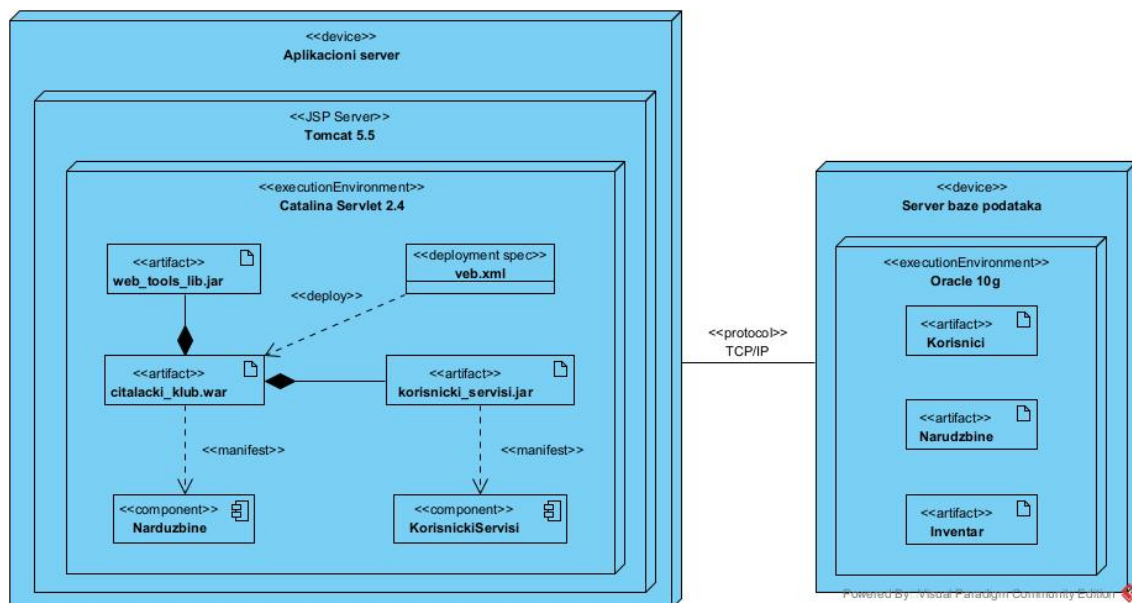 <<device>>
Aplikacioni server
<<JSP Server>>
Tomcat 5.5
<<executionEnvironment>>
Catalina Servlet 2.4
<<artifact>>
web_tools_lib.jar
<<deployment spec>>
veb.xml
<<deploy>>
<<artifact>>
citalacki_klub.war
<<artifact>>
korisnicki_servisi.jar
<<manifest>>
<<manifest>>
<<component>>
Narduzbine
<<component>>
KorisnickiServisi
<<protocol>>
TCP/IP
<<device>>
Server baze podataka
<<executionEnvironment>>
Oracle 10g
<<artifact>>
Korisnici
<<artifact>>
Narudzbine
<<artifact>>
Inventar
Powered By: Visual Paradigm Community Edition